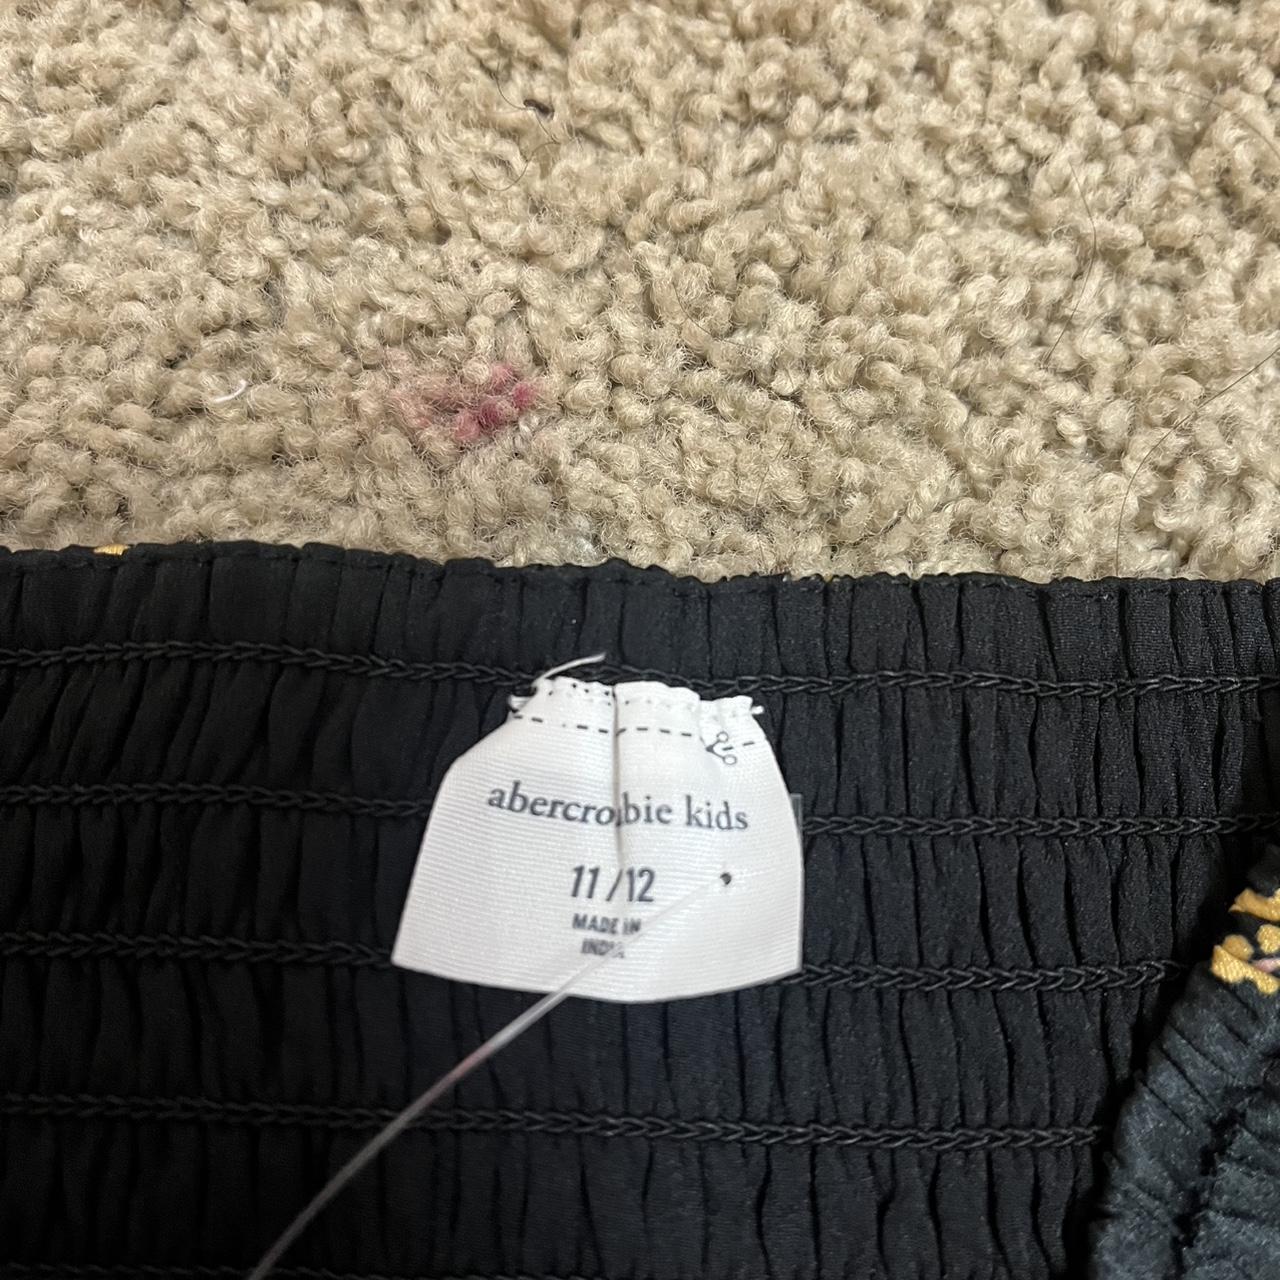 abercrombie kids
11/12
MADE IN
INDIA